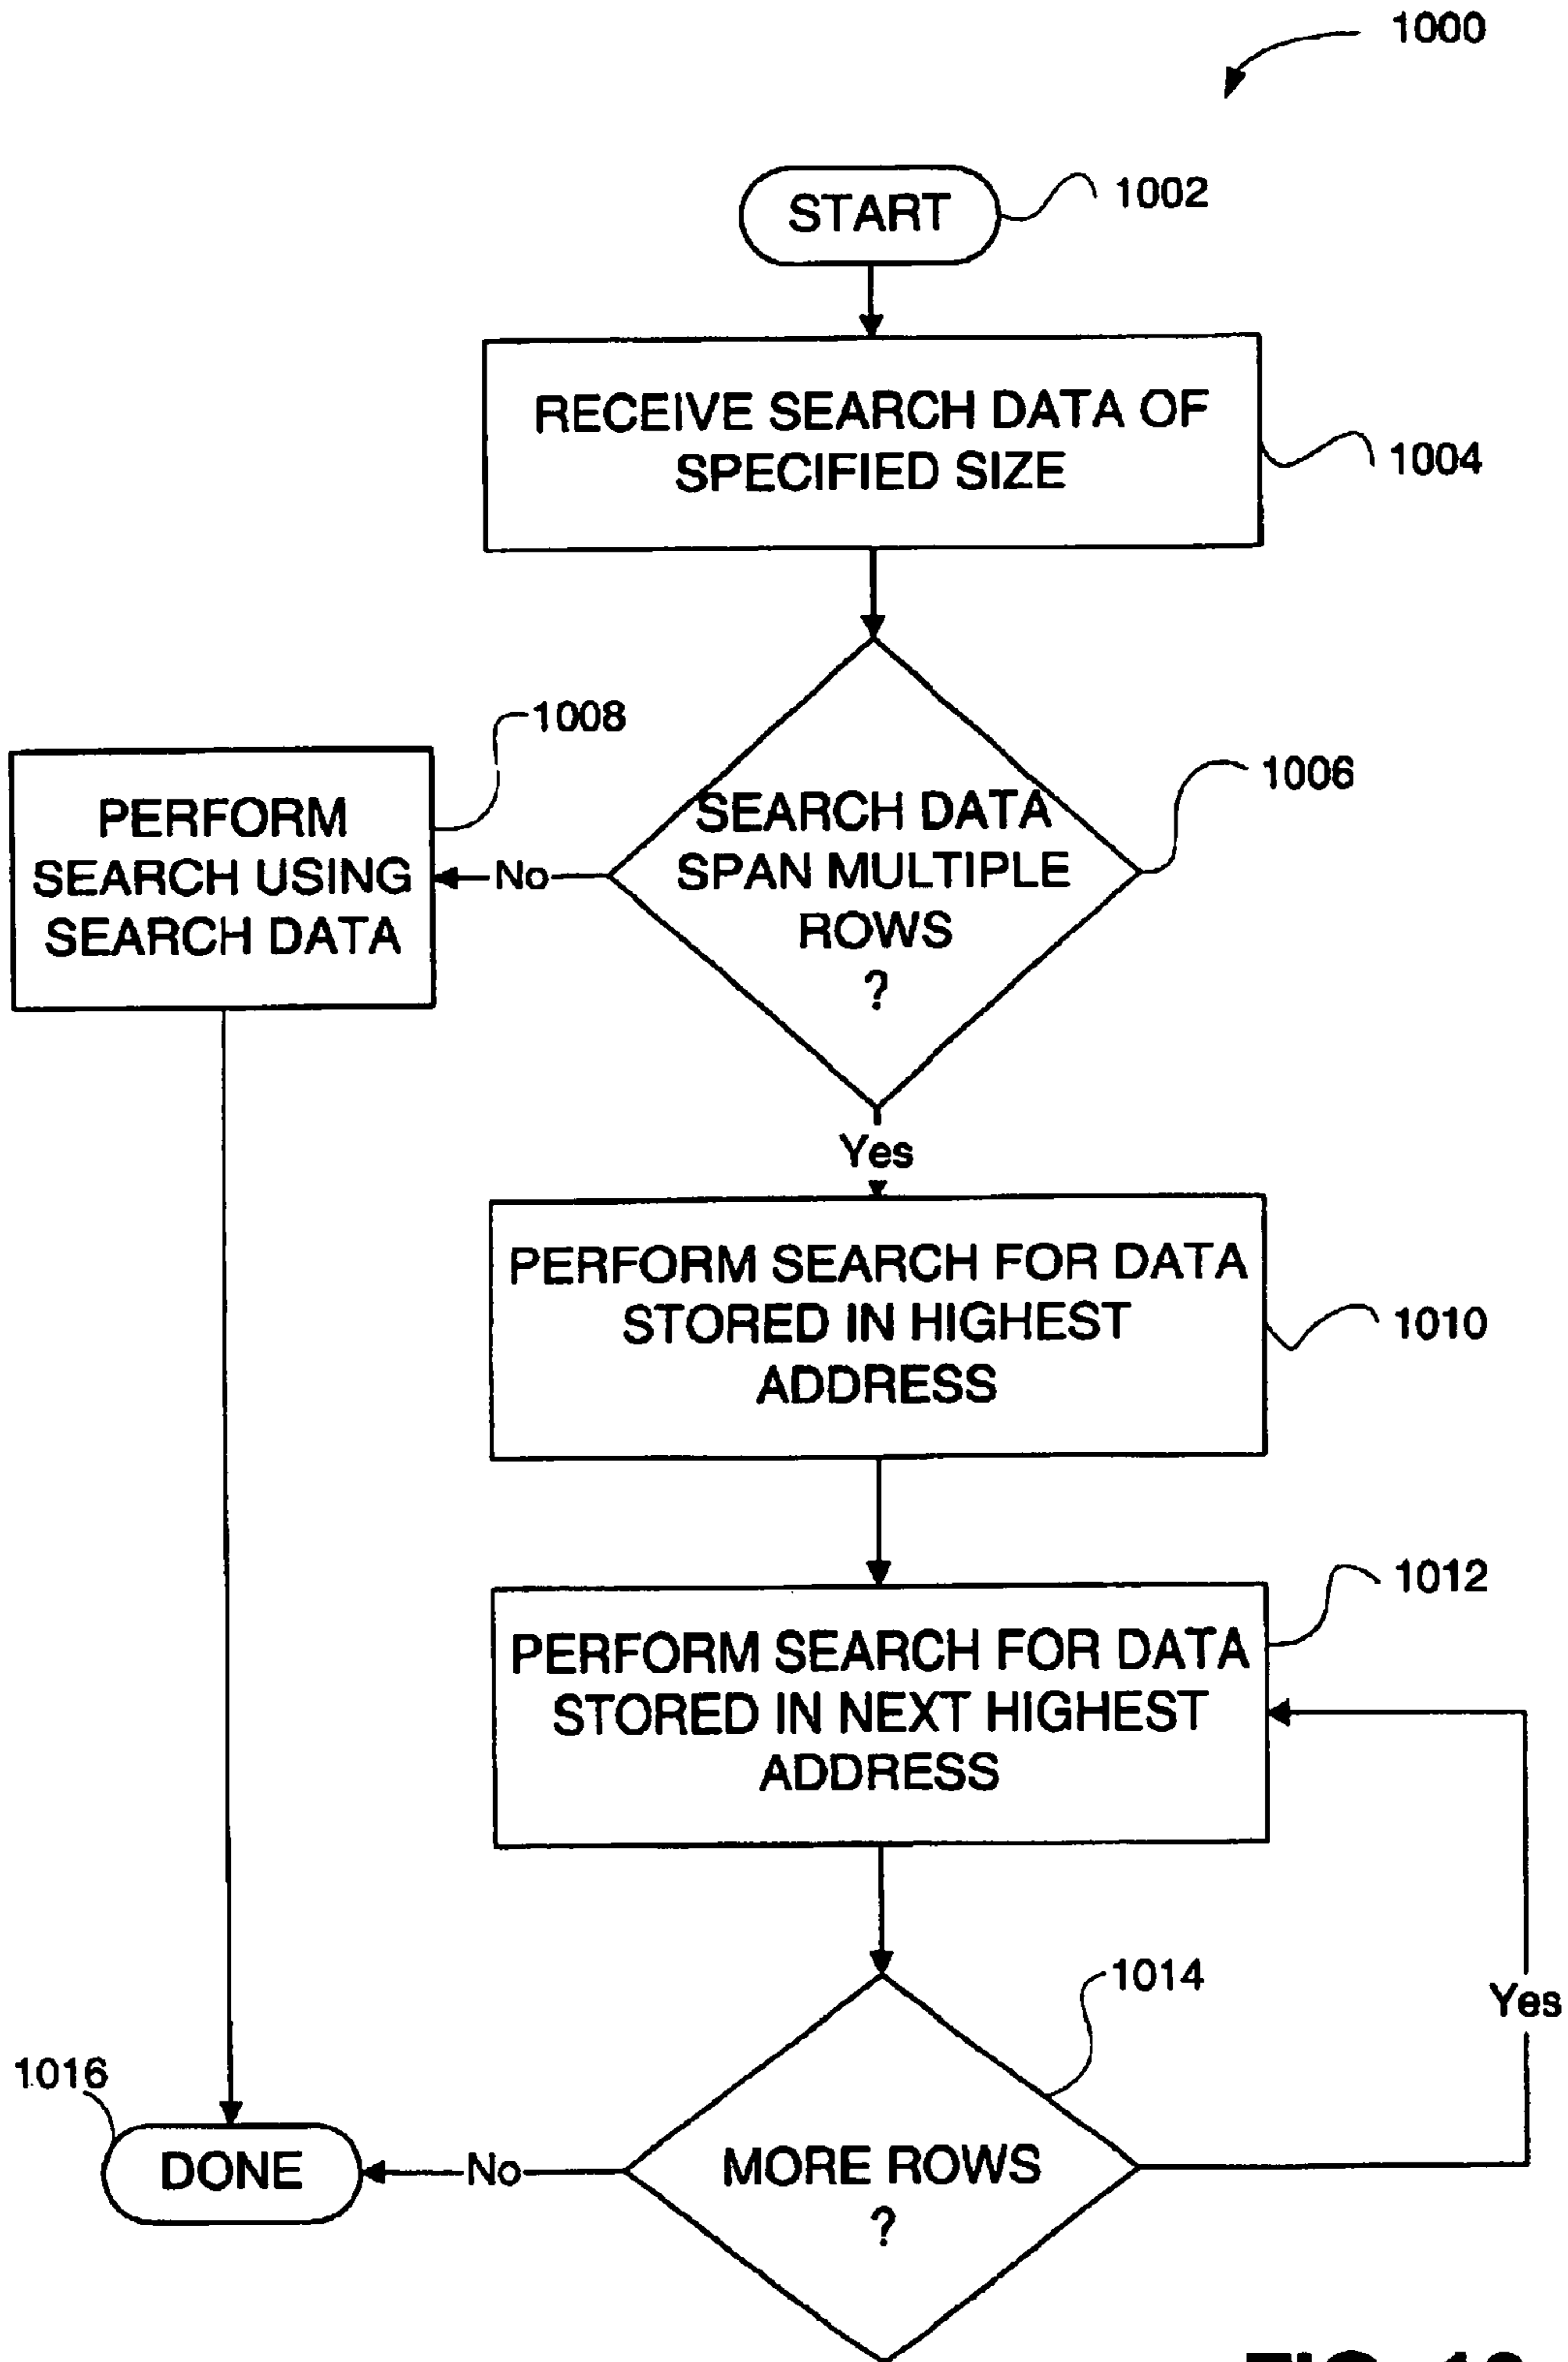 1000
START
1002
RECEIVE SEARCH DATA OF
SPECIFIED SIZE
1004
1008
PERFORM
SEARCH USING
SEARCH DATA
No
SEARCH DATA
SPAN MULTIPLE
ROWS
?
1006
Yes
PERFORM SEARCH FOR DATA
STORED IN HIGHEST
ADDRESS
1010
PERFORM SEARCH FOR DATA
STORED IN NEXT HIGHEST
ADDRESS
1012
1014
Yes
1016
DONE
No
MORE ROWS
?